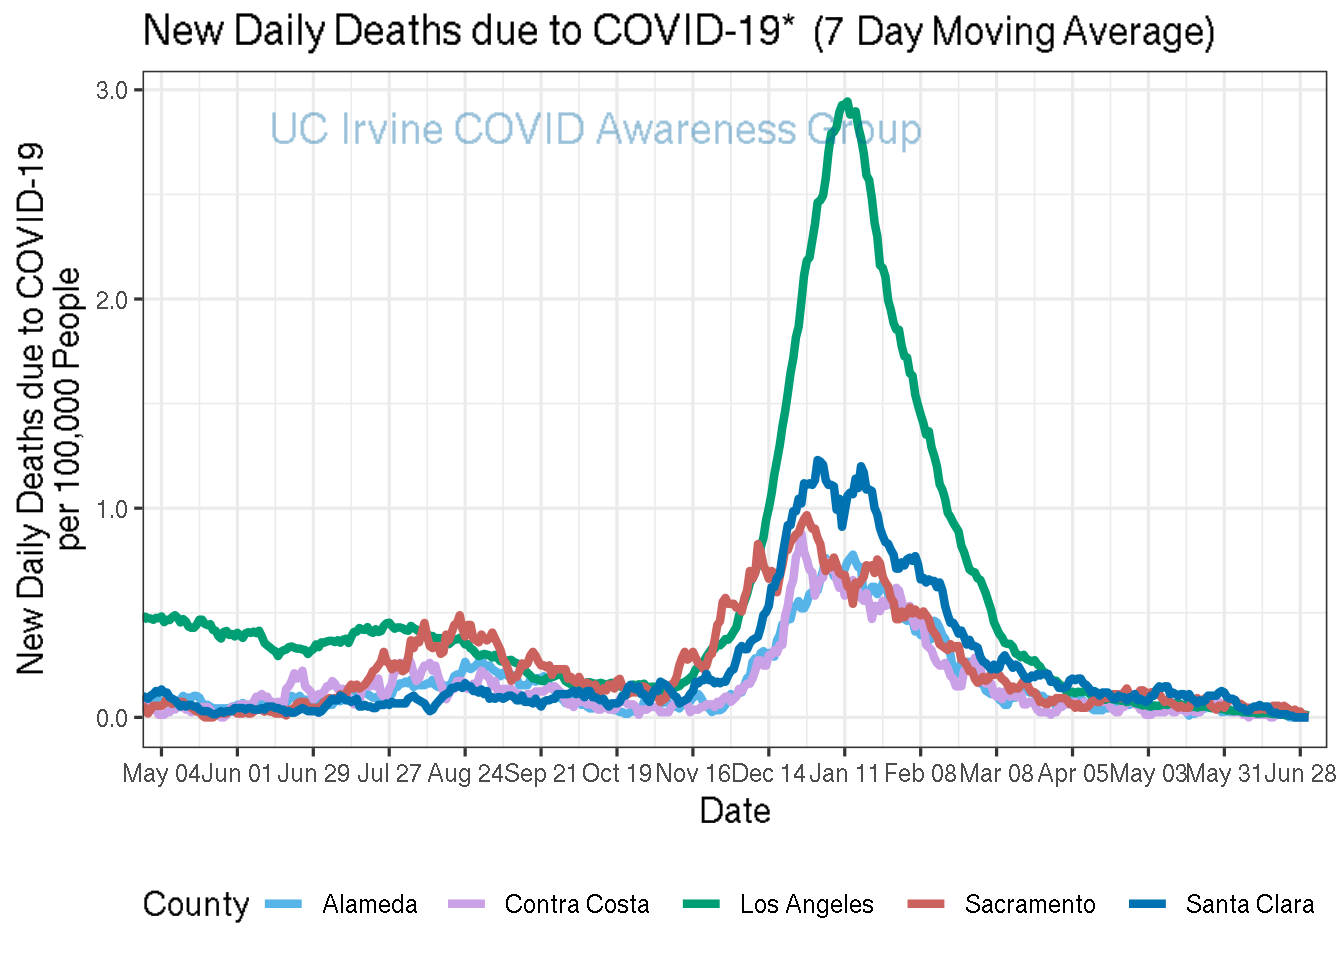 New Daily Deaths due to COVID-19* (7 Day Moving Average)
UC Irvine COVID Awareness Group
New Daily Deaths due to COVID-19
per 100,000 People
3.0
2.0
1.0
0.0
May 04 Jun 01 Jun 29 Jul 27 Aug 24 Sep 21 Oct 19 Nov 16 Dec 14 Jan 11 Feb 08 Mar 08 Apr 05 May 03 May 31 Jun 28
Date
County Alameda Contra Costa Los Angeles Sacramento Santa Clara